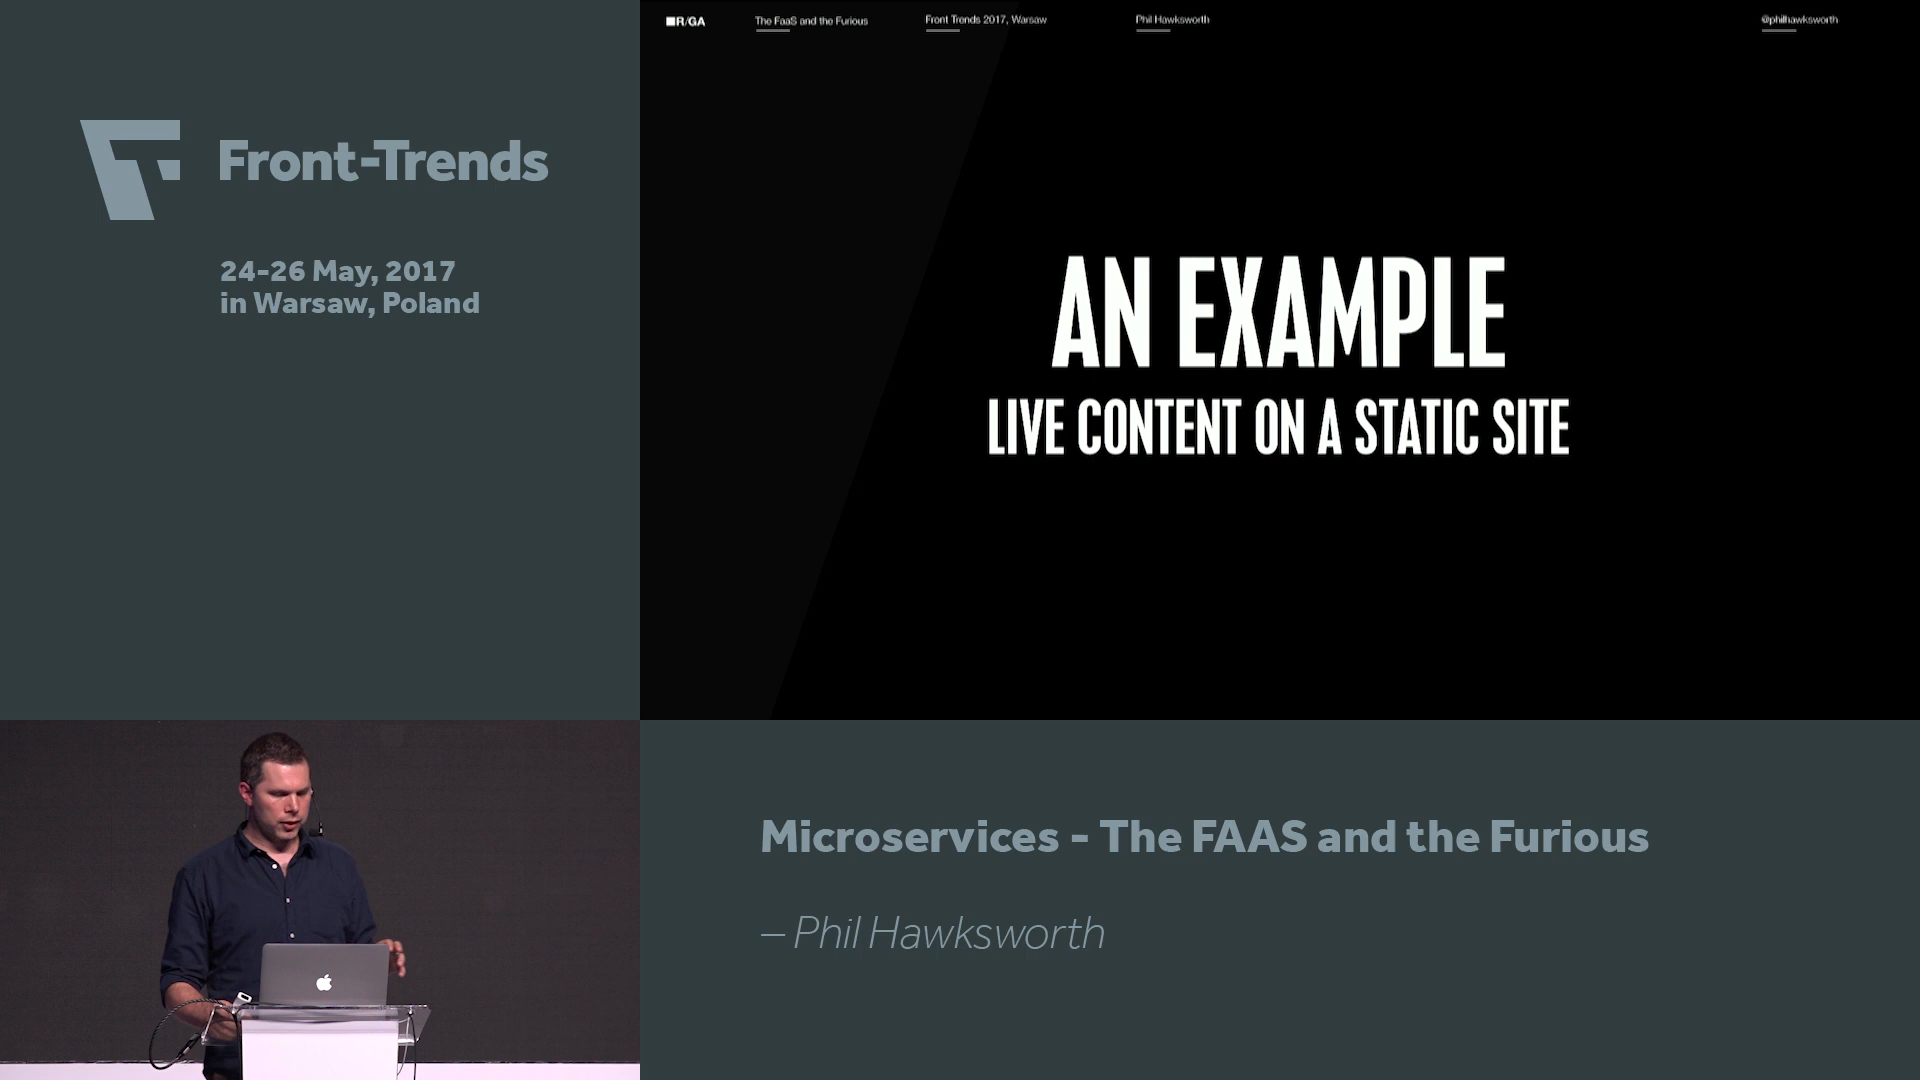 Front-Trends
24-26 May, 2017
in Warsaw, Poland
R/GA
The FaaS and the Furious
Front Trends 2017, Warsaw
Phil Hawksworth
@philhawksworth
AN EXAMPLE
LIVE CONTENT ON A STATIC SITE
Microservices - The FAAS and the Furious
– Phil Hawksworth